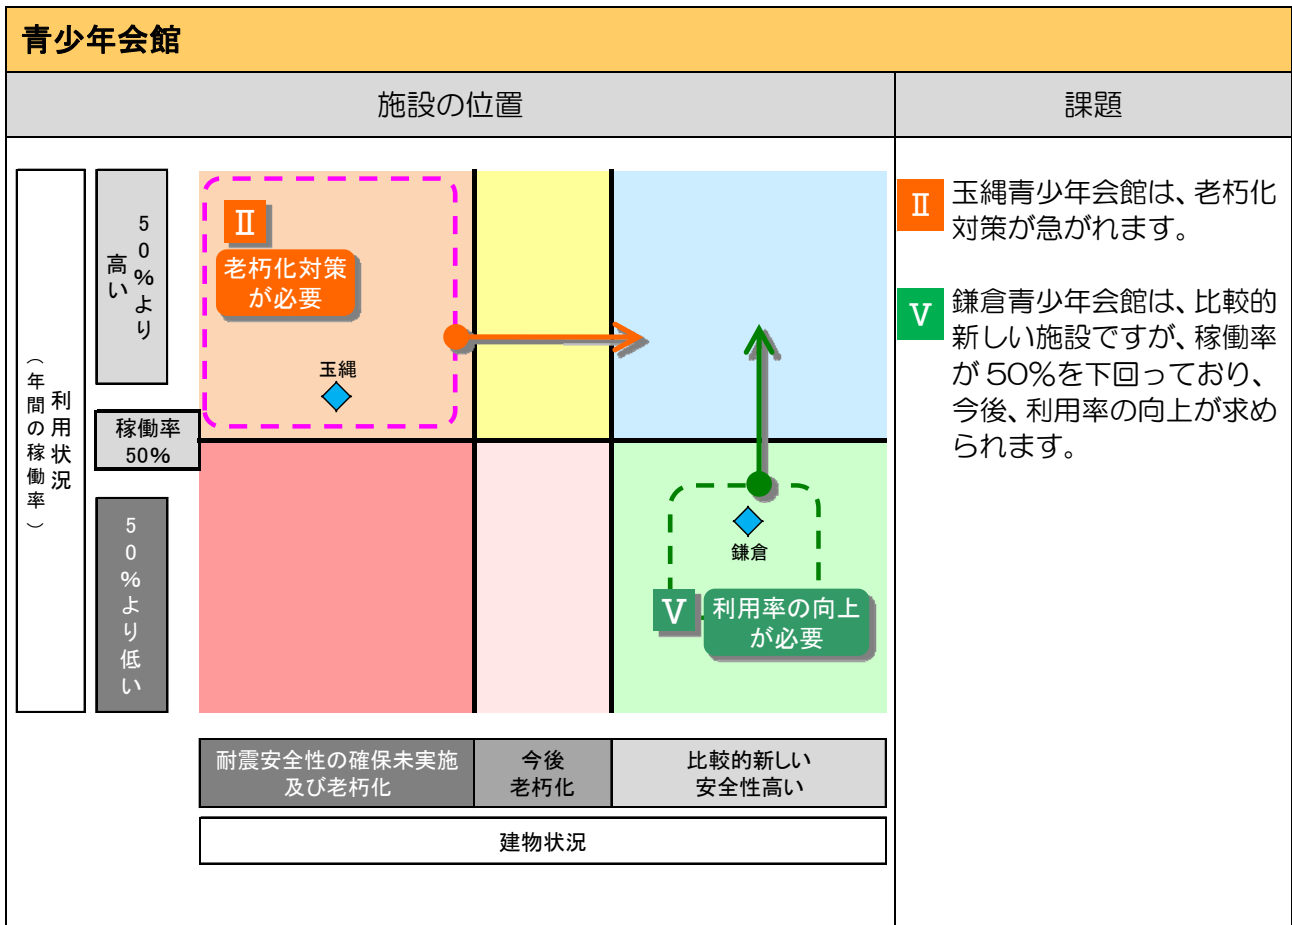 青少年会館
施設の位置
課題
利用状況
（年間の稼働率）
50%より
高い
稼働率
50%
50%より低い
Ⅱ
老朽化対策
が必要
玉縄
鎌倉
Ⅴ
利用率の向上
が必要
耐震安全性の確保未実施
及び老朽化
今後
老朽化
比較的新しい
安全性高い
建物状況
Ⅱ 玉縄青少年会館は、老朽化
対策が急がれます。
Ⅴ 鎌倉青少年会館は、比較的
新しい施設ですが、稼働率
が50%を下回っており、
今後、利用率の向上が求め
られます。